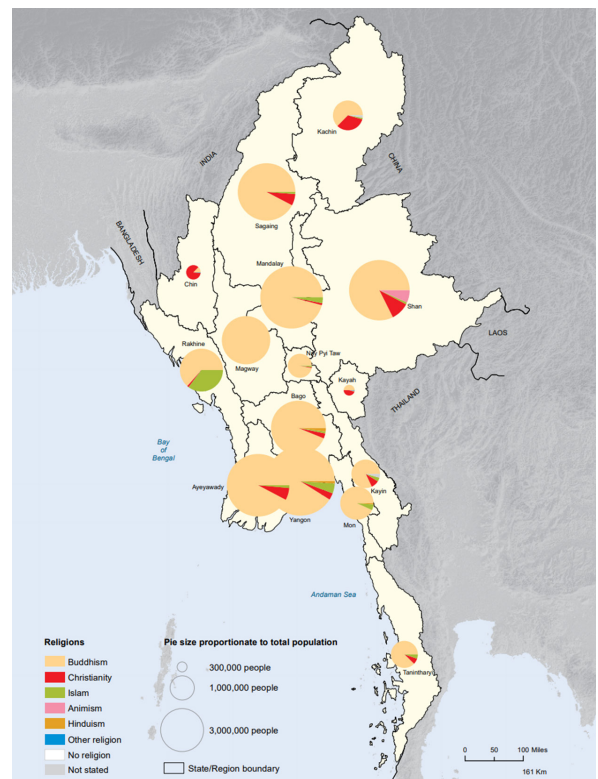 Kachin
INDIA
CHINA
Sagaing
BANGLADESH
Mandalay
Chin
Shan
LAOS
Rakhine
Magway
Nay Pyi Taw
Kayah
THAILAND
Bago
Bay
of
Bengal
Ayeyawady
Yangon
Kayin
Mon
Andaman Sea
Taninthary
Religions
Buddhism
Christianity
Islam
Animism
Hinduism
Other religion
No religion
Not stated
Pie size proportionate to total population
300,000 people
1,000,000 people
3,000,000 people
State/Region boundary
0 50 100 Miles
161 Km